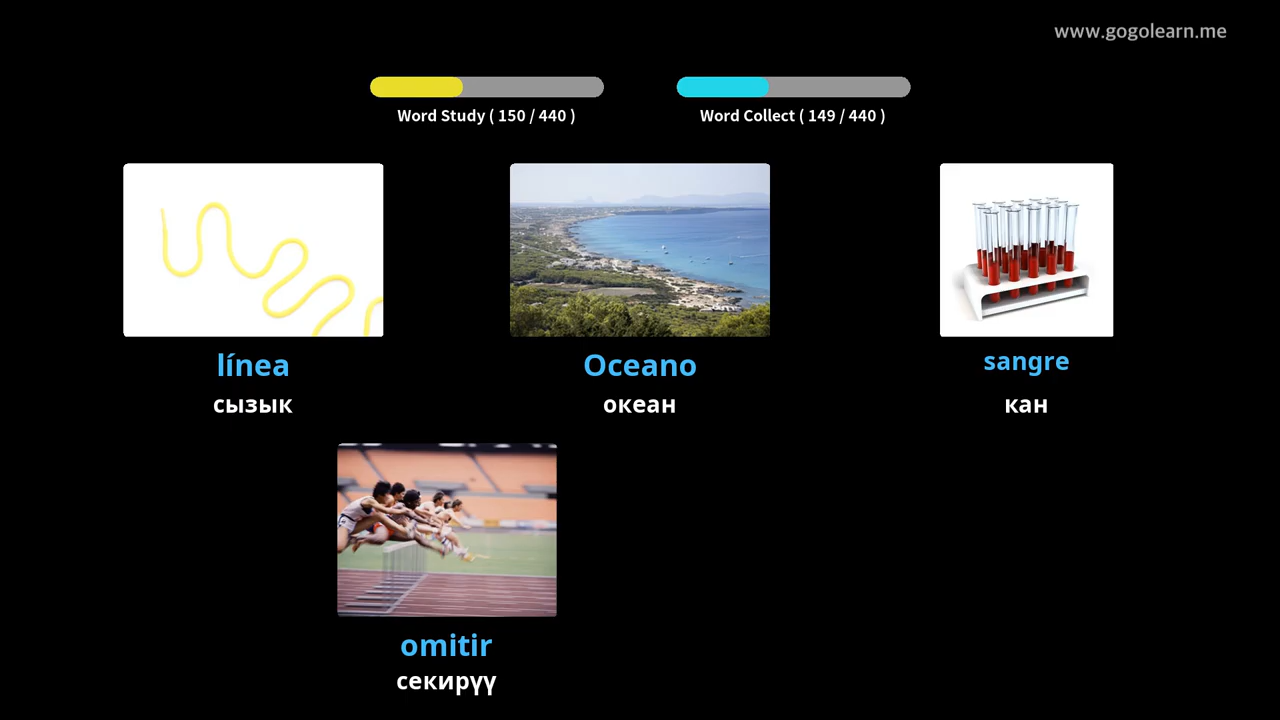 www.gogolearn.me
Word Study ( 150 / 440 )
Word Collect ( 149 / 440 )
línea
сызык
Oceano
океан
sangre
кан
omitir
секирүү